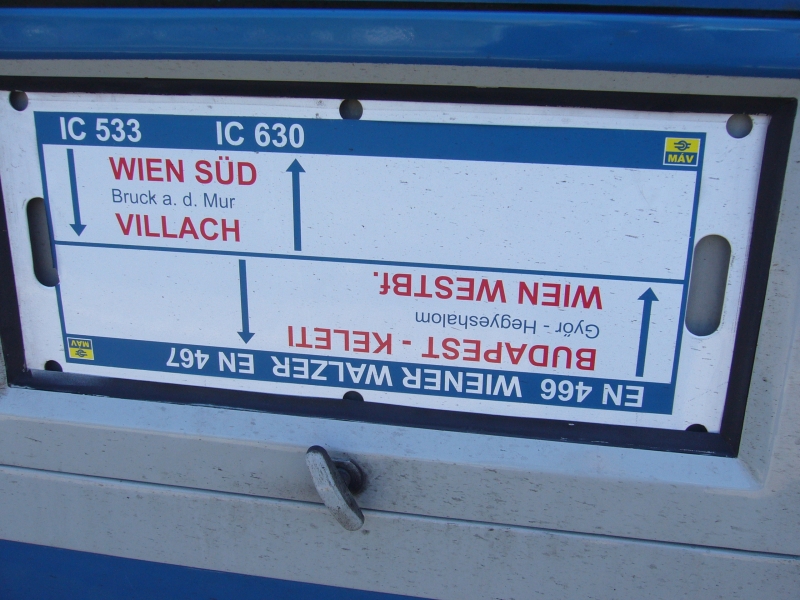 IC 533 IC 630
MÁV
WIEN SÜD
Bruck a. d. Mur
VILLACH
EN 466 WIENER WALZER EN 467
MÁV
BUDAPEST - KELETI
Győr - Hegyeshalom
WIEN WESTBf.